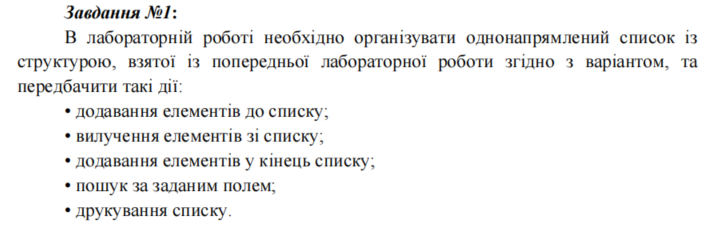 Завдання №1:
В лабораторній роботі необхідно організувати однонапрямлений список із
структурою, взятої із попередньої лабораторної роботи згідно з варіантом, та
передбачити такі дії:
• додавання елементів до списку;
• вилучення елементів зі списку;
• додавання елементів у кінець списку;
• пошук за заданим полем;
• друкування списку.